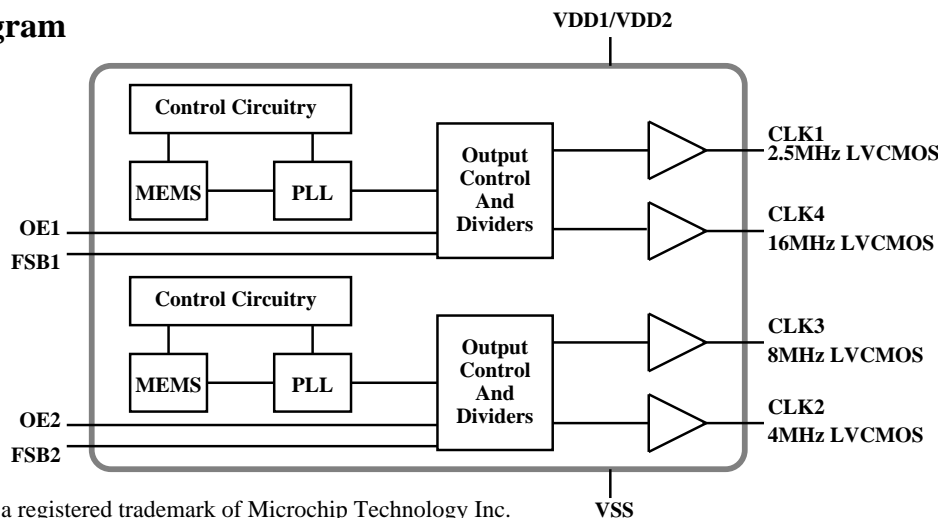 gram
VDD1/VDD2
Control Circuitry
MEMS
PLL
Output
Control
And
Dividers
CLK1
2.5MHz LVCMOS
CLK4
16MHz LVCMOS
OE1
FSB1
Control Circuitry
MEMS
PLL
Output
Control
And
Dividers
CLK3
8MHz LVCMOS
CLK2
4MHz LVCMOS
OE2
FSB2
a registered trademark of Microchip Technology Inc.
VSS